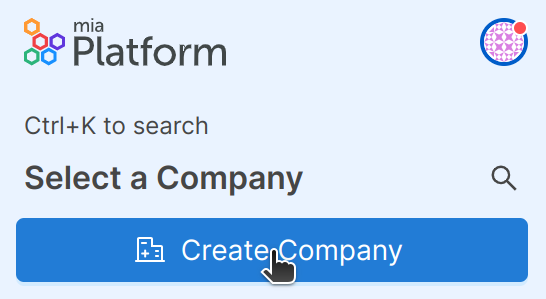 mia
Platform
Ctrl+K to search
Select a Company
Create Company